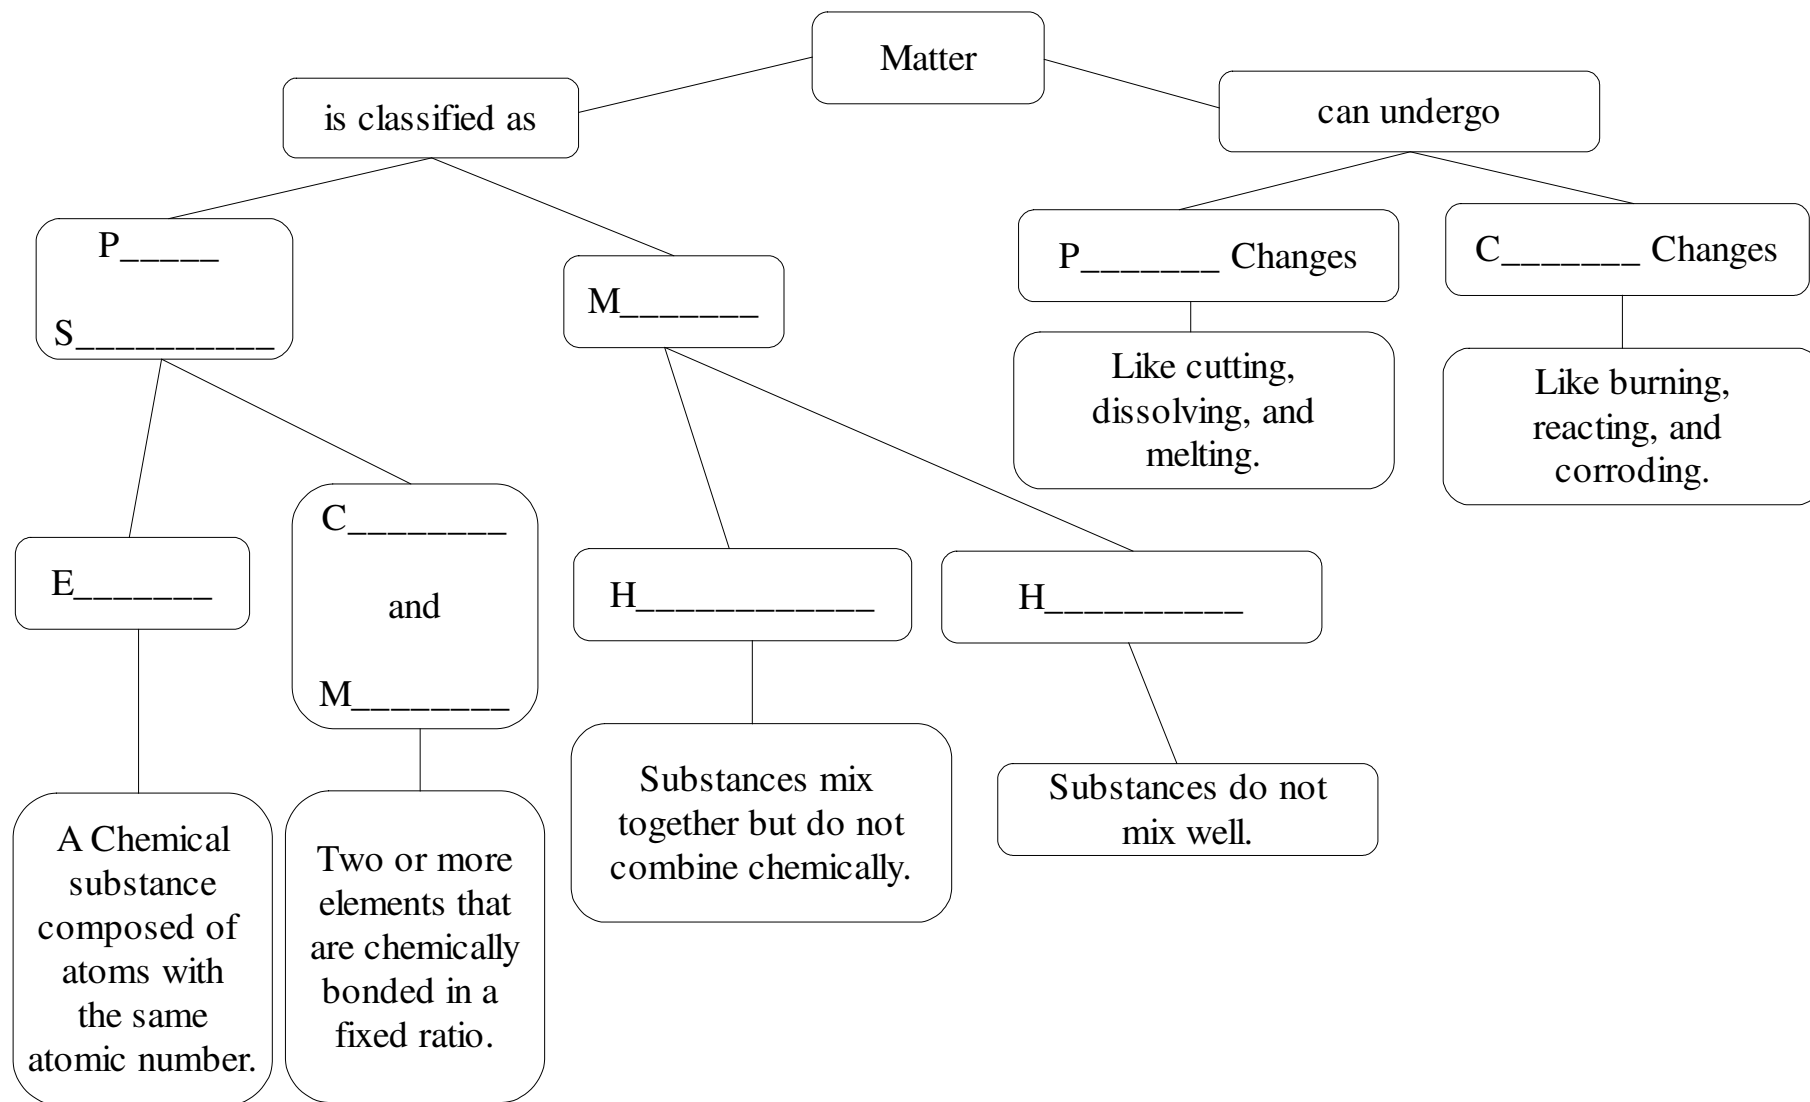 Matter
is classified as
can undergo
P_____
S__________
M_______
P_______ Changes
C_______ Changes
Like cutting,
dissolving, and
melting.
Like burning,
reacting, and
corroding.
E_______
C________
and
M________
H____________
H__________
A Chemical
substance
composed of
atoms with
the same
atomic number.
Two or more
elements that
are chemically
bonded in a
fixed ratio.
Substances mix
together but do not
combine chemically.
Substances do not
mix well.